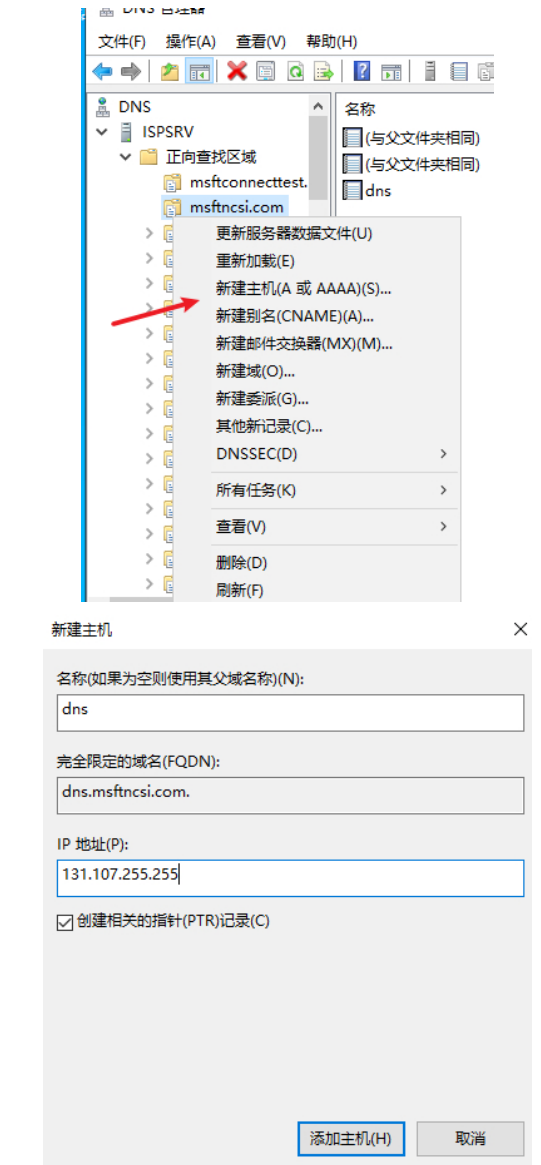 DNS 管理器
文件(F) 操作(A) 查看(V) 帮助(H)
DNS
ISPSRV
正向查找区域
msftconnecttest.
msftncsi.com
名称
(与父文件夹相同)
(与父文件夹相同)
dns
更新服务器数据文件(U)
重新加载(E)
新建主机(A 或 AAAA)(S)...
新建别名(CNAME)(A)...
新建邮件交换器(MX)(M)...
新建域(O)...
新建委派(G)...
其他新记录(C)...
DNSSEC(D)
所有任务(K)
查看(V)
删除(D)
刷新(F)
新建主机
名称(如果为空则使用其父域名称)(N):
dns
完全限定的域名(FQDN):
dns.msftncsi.com.
IP 地址(P):
131.107.255.255
创建相关的指针(PTR)记录(C)
添加主机(H) 取消